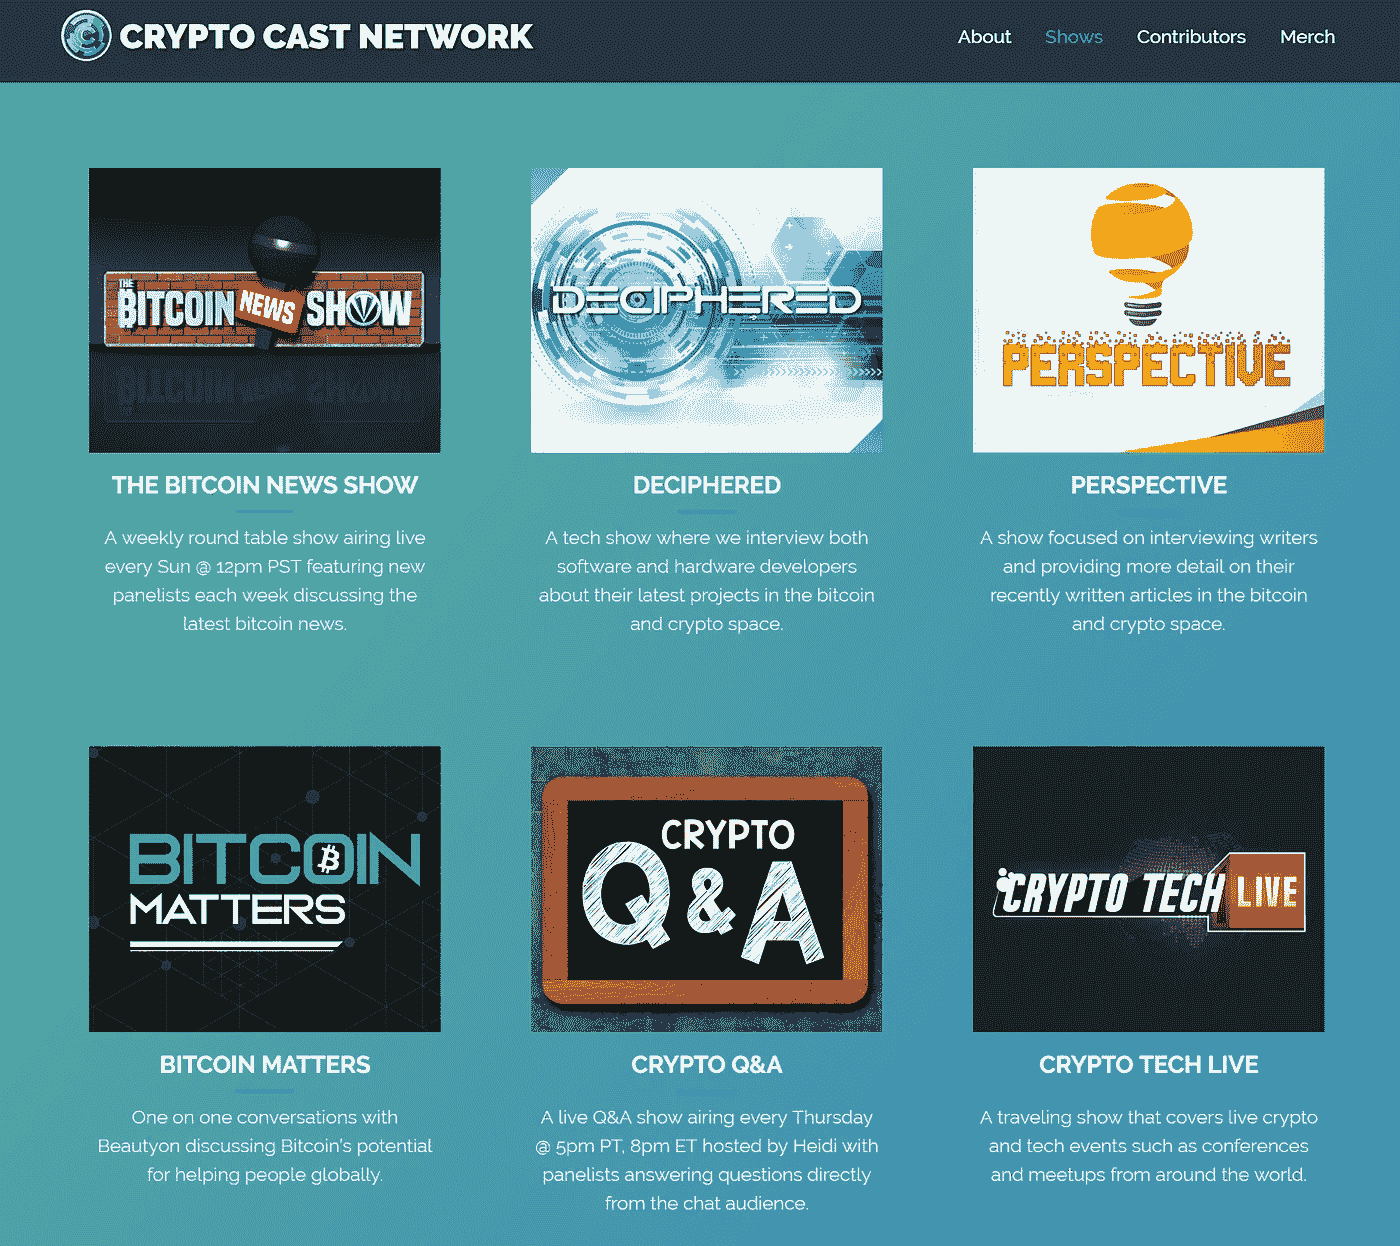 CRYPTO CAST NETWORK
About Shows Contributors Merch
THE
BITCOIN NEWS SHOW
DECIPHERED
PERSPECTIVE
THE BITCOIN NEWS SHOW
A weekly round table show airing live
every Sun @ 12pm PST featuring new
panelists each week discussing the
latest bitcoin news.
DECIPHERED
A tech show where we interview both
software and hardware developers
about their latest projects in the bitcoin
and crypto space.
PERSPECTIVE
A show focused on interviewing writers
and providing more detail on their
recently written articles in the bitcoin
and crypto space.
BITCOIN
MATTERS
CRYPTO
Q&A
CRYPTO TECH LIVE
BITCOIN MATTERS
One on one conversations with
Beautyon discussing Bitcoin's potential
for helping people globally.
CRYPTO Q&A
A live Q&A show airing every Thursday
@ 5pm PT, 8pm ET hosted by Heidi with
panelists answering questions directly
from the chat audience.
CRYPTO TECH LIVE
A traveling show that covers live crypto
and tech events such as conferences
and meetups from around the world.